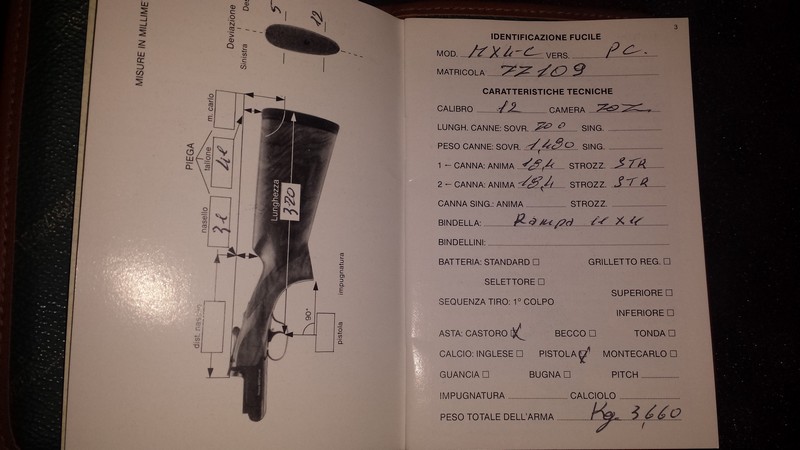 MISURE IN MILLIME
Deviazione
Sinistra De
5 12
PIEGA
nasello tallone m. carlo
Lunghezza
320
dist. nasello
90°
pistola impugnatura
3
IDENTIFICAZIONE FUCILE
MOD. MX4-C VERS. P C.
MATRICOLA 77109
CARATTERISTICHE TECNICHE
CALIBRO 12 CAMERA 70
LUNGH. CANNE: SOVR. 700 SING.
PESO CANNE: SOVR. 1,490 SING.
1 - CANNA: ANIMA 18,4 STROZZ. STR
2 - CANNA: ANIMA 18,4 STROZZ. STR
CANNA SING.: ANIMA STROZZ.
BINDELLA: Rampa 11x11
BINDELLINI:
BATTERIA: STANDARD ☐ GRILLETTO REG. ☐
SELETTORE ☐
SUPERIORE ☐
SEQUENZA TIRO: 1° COLPO
INFERIORE ☐
ASTA: CASTORO ☑ BECCO ☐ TONDA ☐
CALCIO: INGLESE ☐ PISTOLA ☑ MONTECARLO ☐
GUANCIA ☐ BUGNA ☐ PITCH
IMPUGNATURA CALCIOLO
PESO TOTALE DELL'ARMA Kg. 3,660